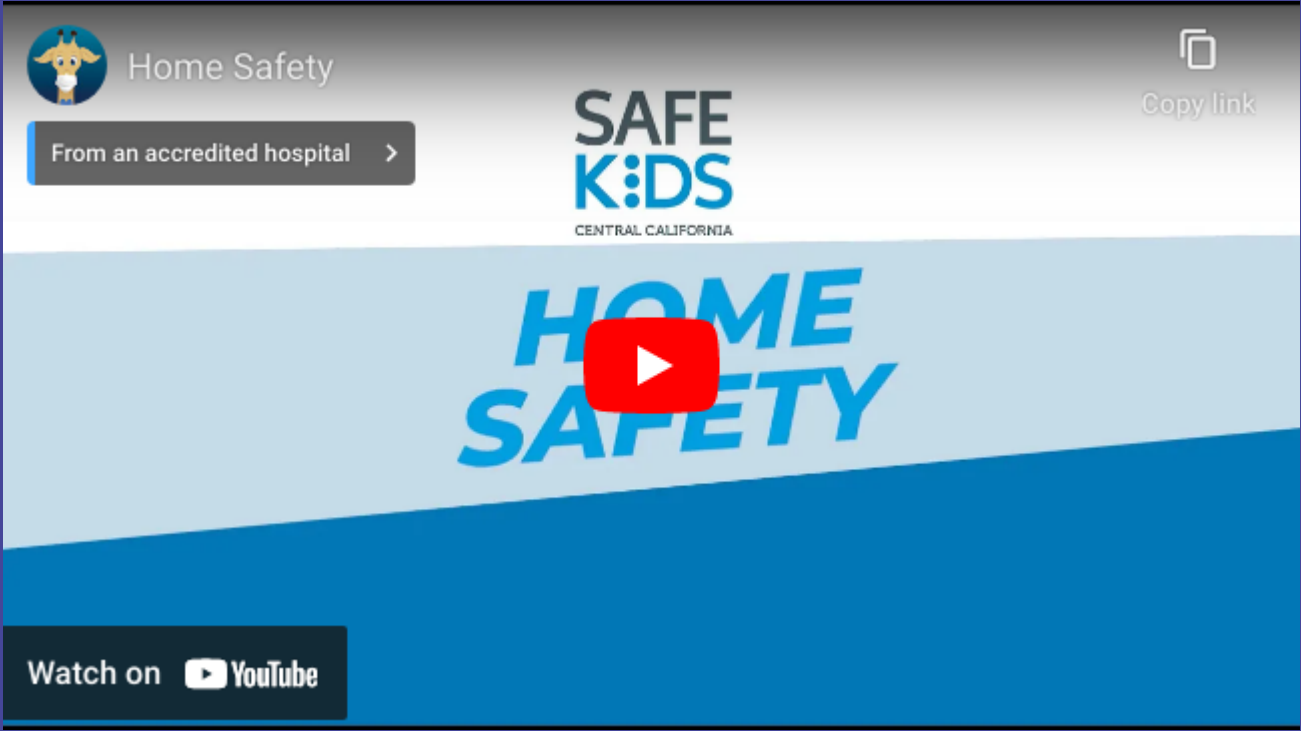 Home Safety
Copy link
From an accredited hospital
SAFE
KIDS
CENTRAL CALIFORNIA
HOME
SAFETY
Watch on YouTube